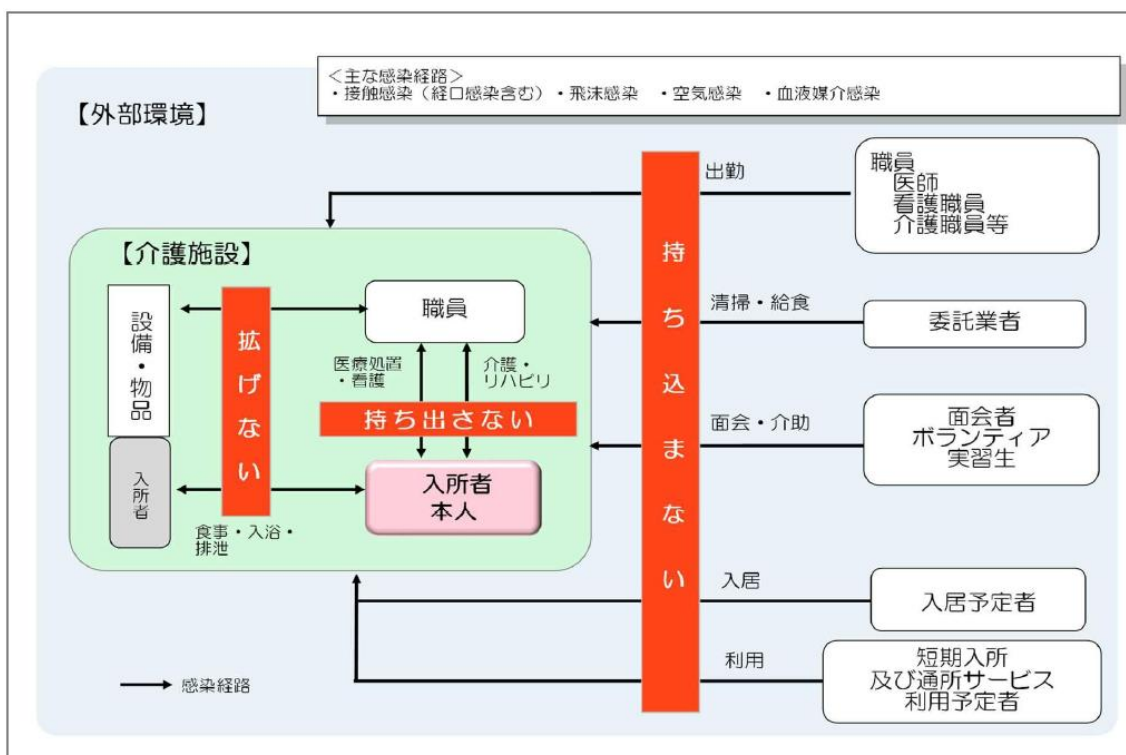 <主な感染経路>
・接触感染（経口感染含む）・飛沫感染　・空気感染　・血液媒介感染
【外部環境】
出勤
職員
医師
看護職員
介護職員等
【介護施設】
持ち込まない
設備・物品
拡げない
職員
清掃・給食
委託業者
医療処置
・看護
介護・
リハビリ
持ち出さない
面会・介助
面会者
ボランティア
実習生
入所者
入所者
本人
食事・入浴・
排泄
入居
入居予定者
利用
短期入所
及び通所サービス
利用予定者
感染経路